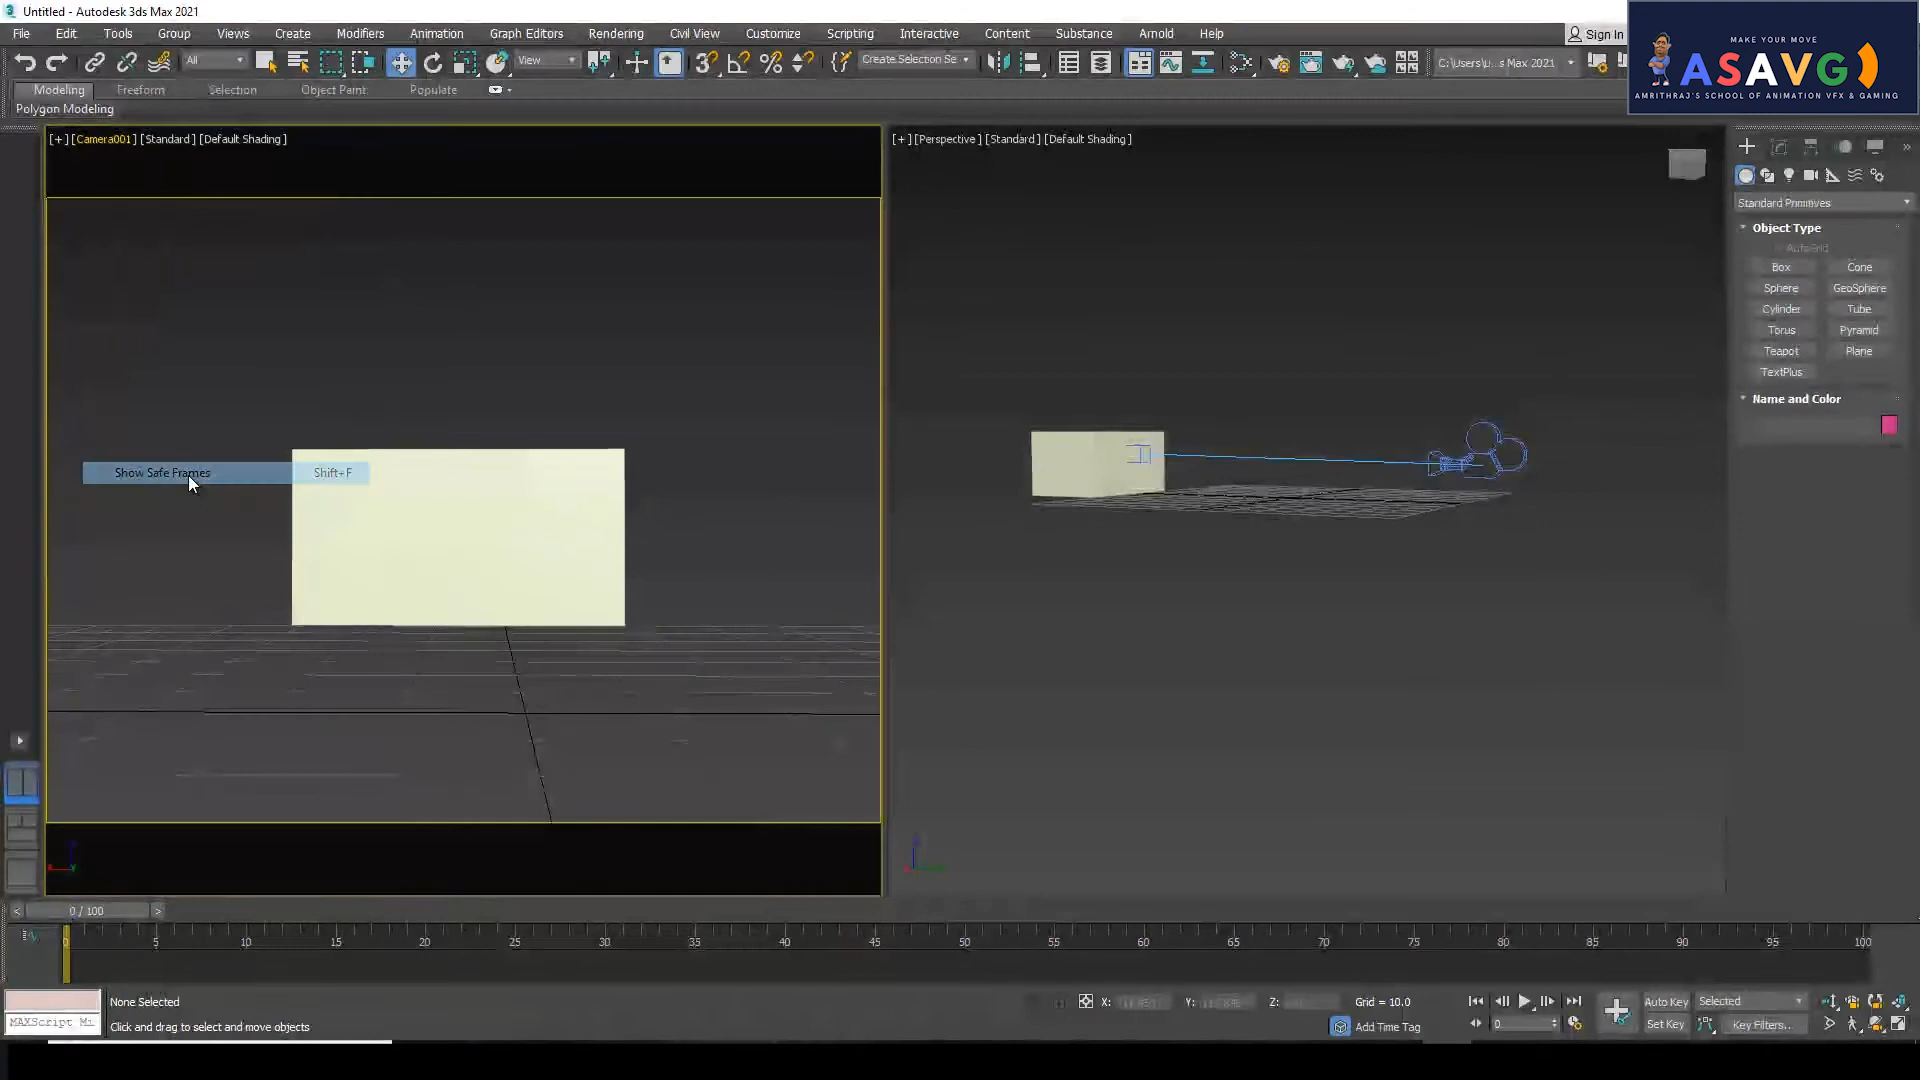 Untitled - Autodesk 3ds Max 2021
File Edit Tools Group Views Create Modifiers Animation Graph Editors Rendering Civil View Customize Scripting Interactive Content Substance Arnold Help
Sign In
MAKE YOUR MOVE
ASAVG
AMRITHRAJ'S SCHOOL OF ANIMATION VFX & GAMING
All
View
Create Selection Se
C:\Users\u...s Max 2021
Modeling Freeform Selection Object Paint Populate
Polygon Modeling
[+] [Camera001] [Standard] [Default Shading]
[+] [Perspective] [Standard] [Default Shading]
Standard Primitives
Object Type
AutoGrid
Box Cone
Sphere GeoSphere
Cylinder Tube
Torus Pyramid
Teapot Plane
TextPlus
Name and Color
Show Safe Frames Shift+F
0 / 100
0 5 10 15 20 25 30 35 40 45 50 55 60 65 70 75 80 85 90 95 100
None Selected
X: Y: Z: Grid = 10.0
Auto Key Selected
MAXScript Mi
Click and drag to select and move objects
Add Time Tag
0
Set Key Key Filters...